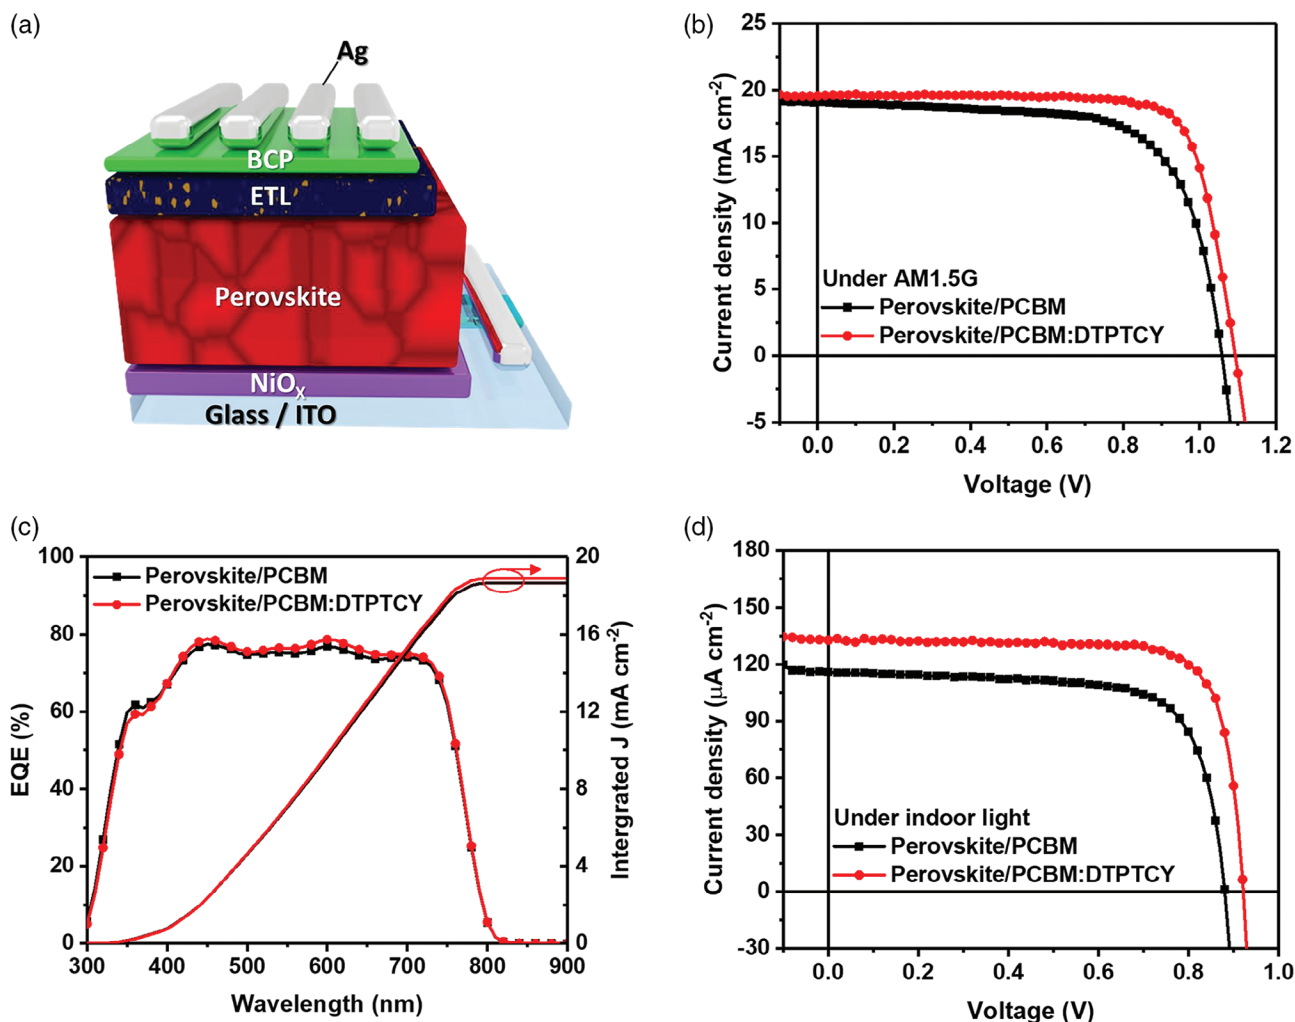 (a)
Ag
BCP
ETL
Perovskite
NiOX
Glass / ITO
(b)
25
20
15
10
5
0
-5
Current density (mA cm-2)
Under AM1.5G
Perovskite/PCBM
Perovskite/PCBM:DTPTCY
0.0 0.2 0.4 0.6 0.8 1.0 1.2
Voltage (V)
(c)
100
80
60
40
20
0
EQE (%)
Perovskite/PCBM
Perovskite/PCBM:DTPTCY
20
16
12
8
4
0
Intergrated J (mA cm-2)
300 400 500 600 700 800 900
Wavelength (nm)
(d)
180
150
120
90
60
30
0
-30
Current density (μA cm-2)
Under indoor light
Perovskite/PCBM
Perovskite/PCBM:DTPTCY
0.0 0.2 0.4 0.6 0.8 1.0
Voltage (V)